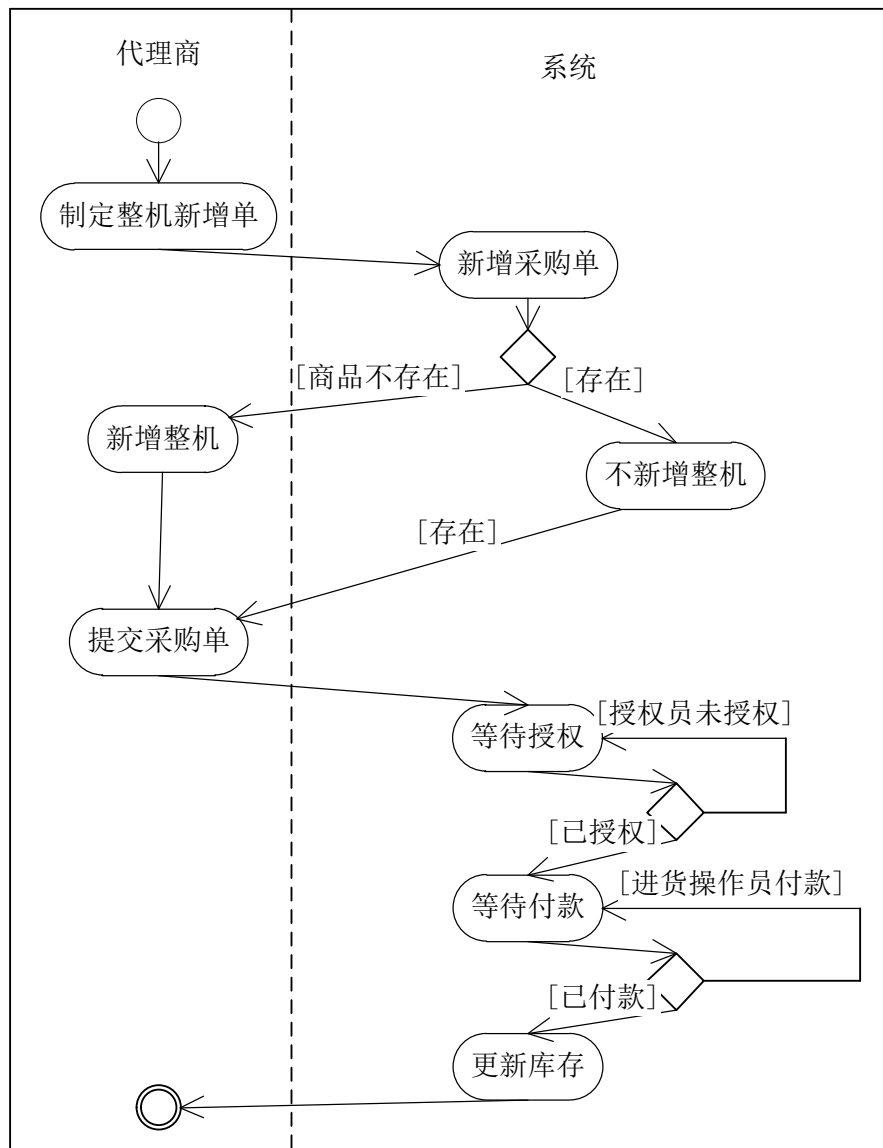 代理商
系统
制定整机新增单
新增采购单
[商品不存在]
[存在]
新增整机
不新增整机
[存在]
提交采购单
[授权员未授权]
等待授权
[已授权]
[进货操作员付款]
等待付款
[已付款]
更新库存